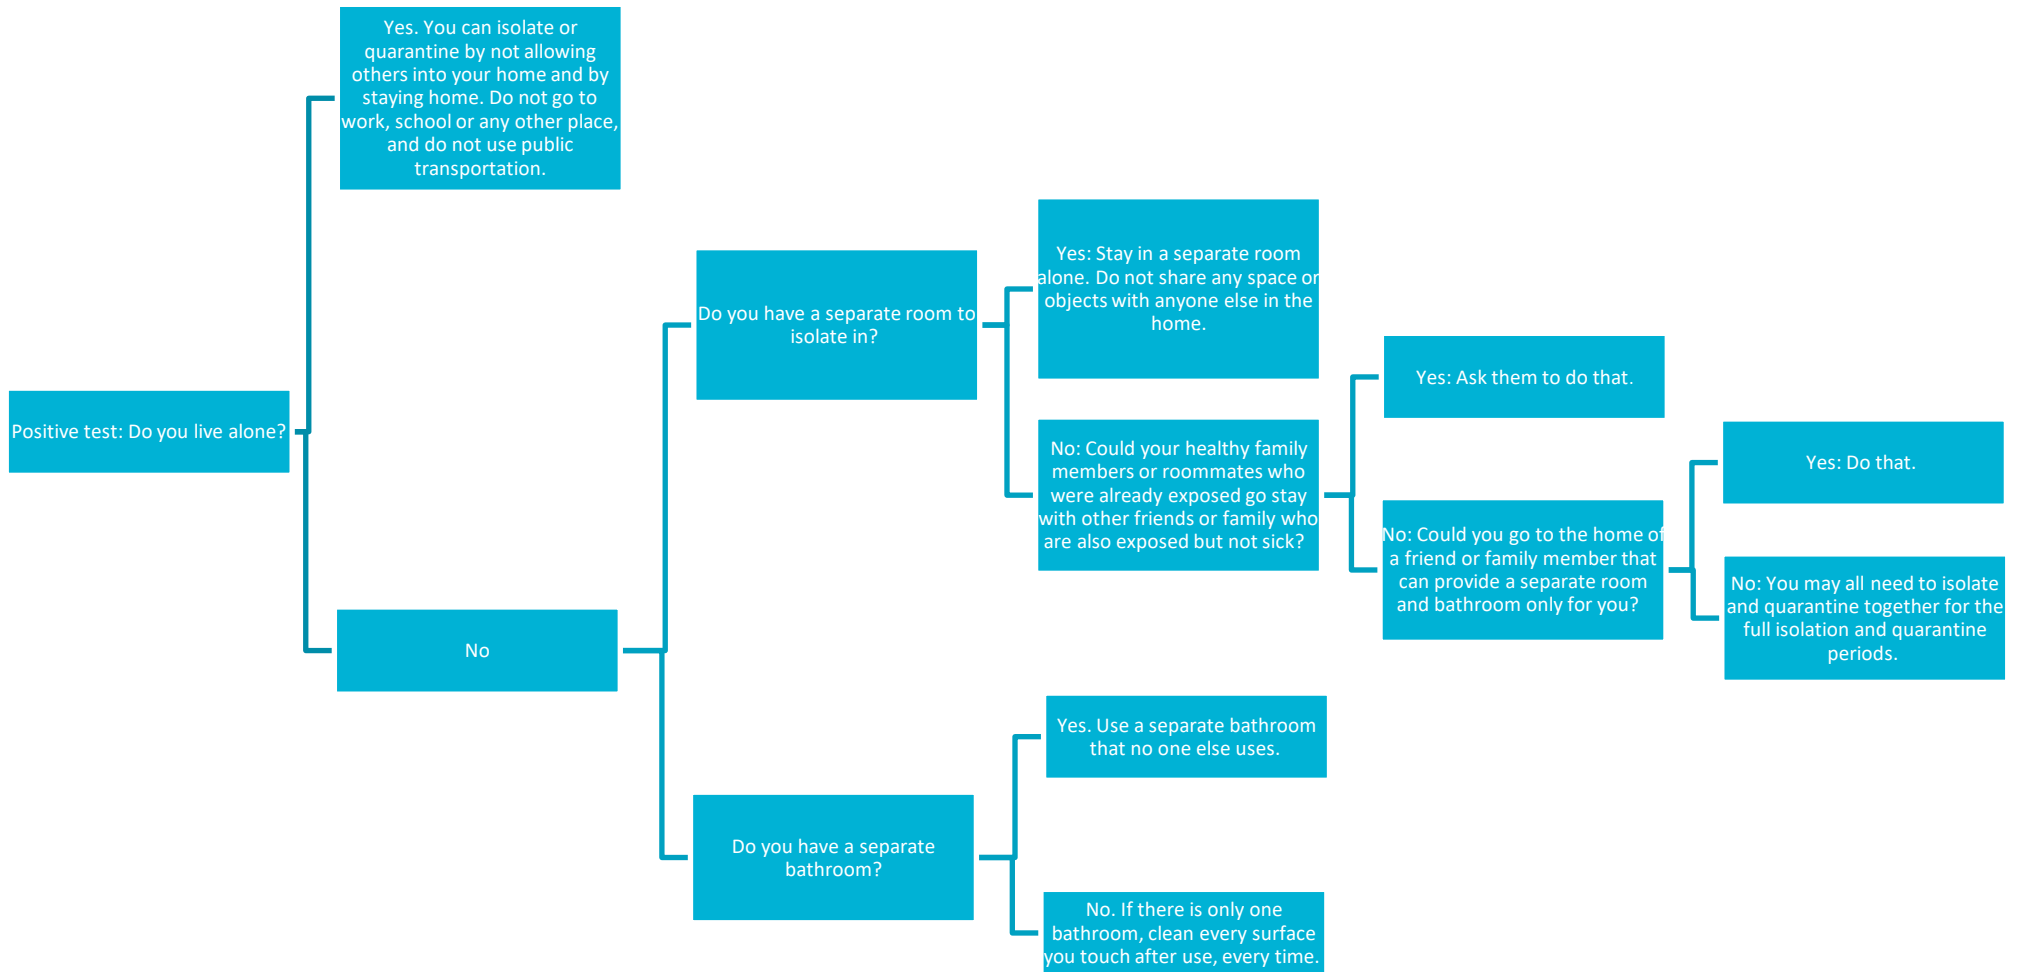 Yes. You can isolate or
quarantine by not allowing
others into your home and by
staying home. Do not go to
work, school or any other place,
and do not use public
transportation.
Positive test: Do you live alone?
No
Do you have a separate room to
isolate in?
Yes: Stay in a separate room
alone. Do not share any space or
objects with anyone else in the
home.
No: Could your healthy family
members or roommates who
were already exposed go stay
with other friends or family who
are also exposed but not sick?
Yes: Ask them to do that.
No: Could you go to the home of
a friend or family member that
can provide a separate room
and bathroom only for you?
Yes: Do that.
No: You may all need to isolate
and quarantine together for the
full isolation and quarantine
periods.
Do you have a separate
bathroom?
Yes. Use a separate bathroom
that no one else uses.
No. If there is only one
bathroom, clean every surface
you touch after use, every time.